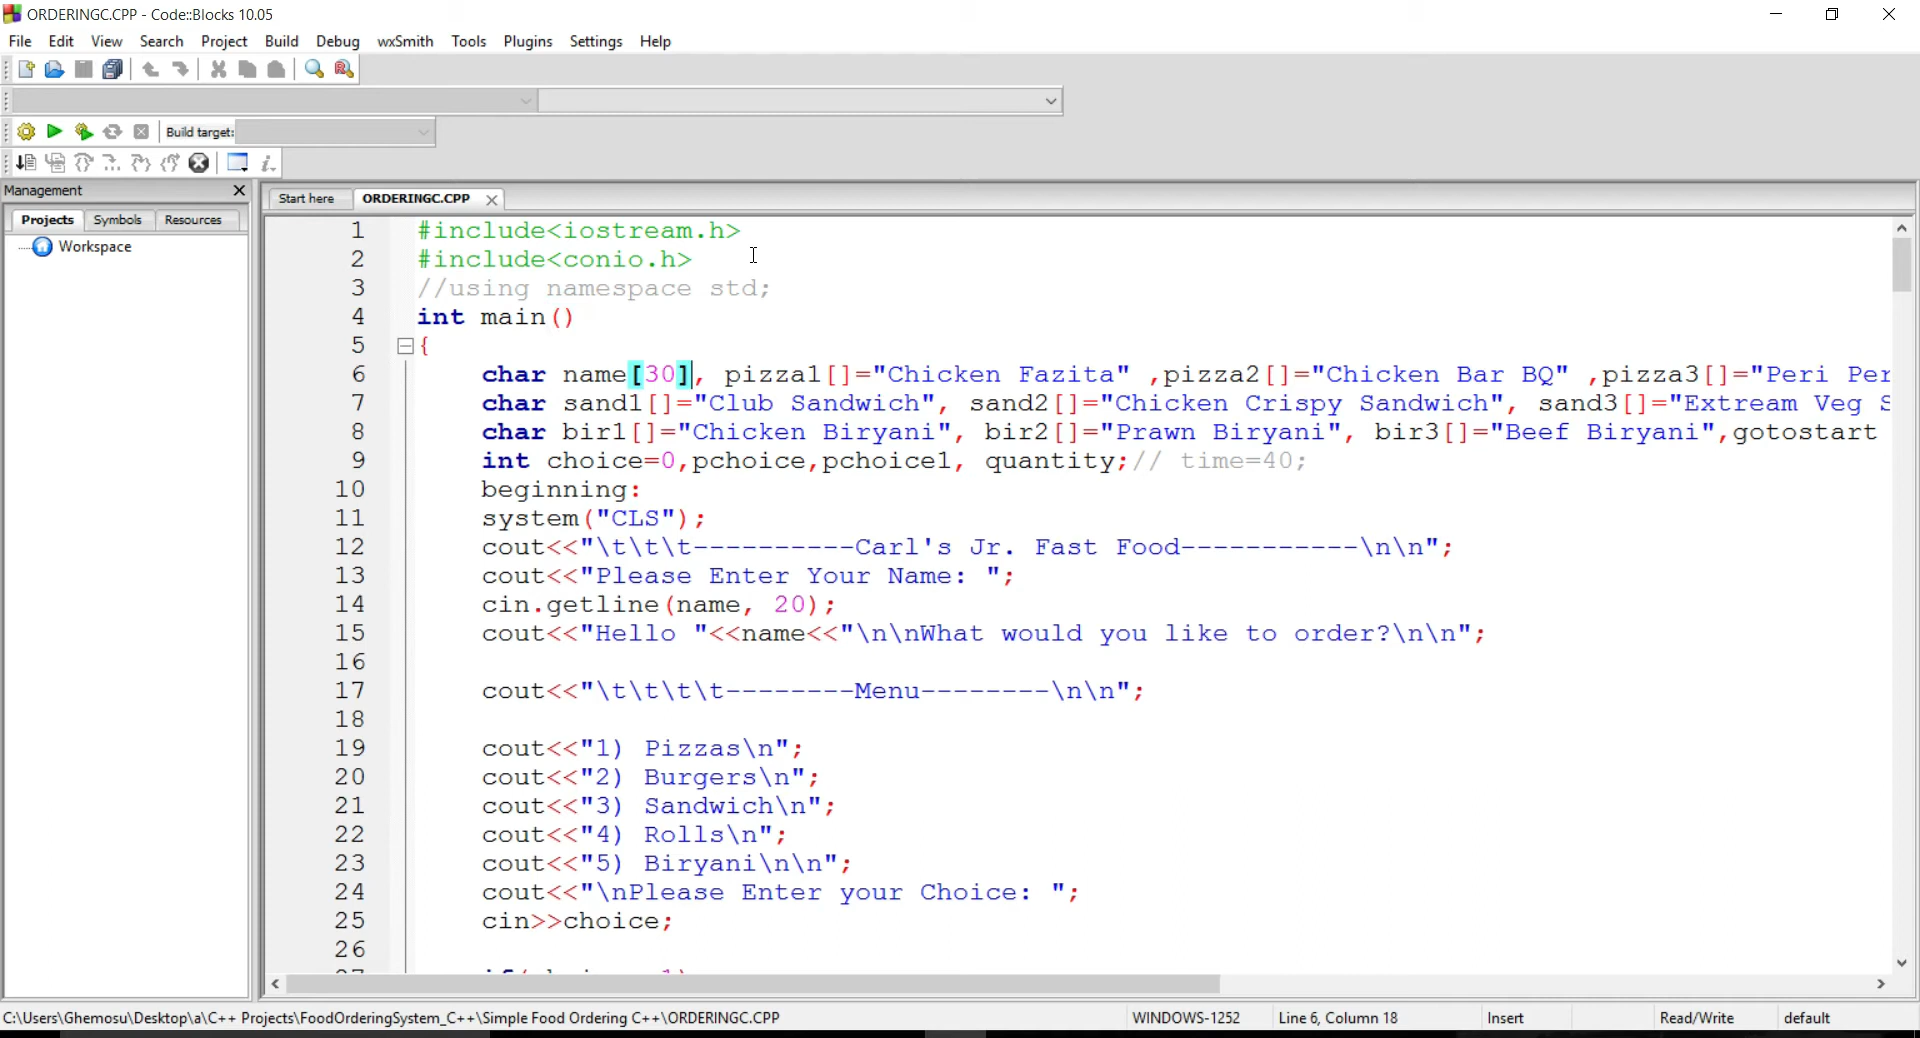 ORDERINGC.CPP - Code::Blocks 10.05
File Edit View Search Project Build Debug wxSmith Tools Plugins Settings Help
Build target:
Management
Projects Symbols Resources
Workspace
Start here ORDERINGC.CPP
1 #include<iostream.h>
2 #include<conio.h>
3 //using namespace std;
4 int main()
5 {
6 char name[30], pizza1[]="Chicken Fazita" ,pizza2[]="Chicken Bar BQ" ,pizza3[]="Peri Per
7 char sand1[]="Club Sandwich", sand2[]="Chicken Crispy Sandwich", sand3[]="Extream Veg S
8 char bir1[]="Chicken Biryani", bir2[]="Prawn Biryani", bir3[]="Beef Biryani",gotostart
9 int choice=0,pchoice,pchoice1, quantity;// time=40;
10 beginning:
11 system("CLS");
12 cout<<"\t\t\t----------Carl's Jr. Fast Food-----------\n\n";
13 cout<<"Please Enter Your Name: ";
14 cin.getline(name, 20);
15 cout<<"Hello "<<name<<"\n\nWhat would you like to order?\n\n";
16
17 cout<<"\t\t\t\t--------Menu--------\n\n";
18
19 cout<<"1) Pizzas\n";
20 cout<<"2) Burgers\n";
21 cout<<"3) Sandwich\n";
22 cout<<"4) Rolls\n";
23 cout<<"5) Biryani\n\n";
24 cout<<"\nPlease Enter your Choice: ";
25 cin>>choice;
26
C:\Users\Ghemosu\Desktop\a\C++ Projects\FoodOrderingSystem_C++\Simple Food Ordering C++\ORDERINGC.CPP WINDOWS-1252 Line 6, Column 18 Insert Read/Write default